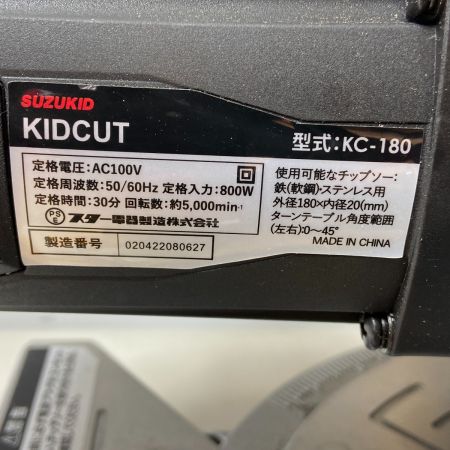 SUZUKID
KIDCUT
型式:KC-180
定格電圧:AC100V
定格周波数:50/60Hz 定格入力:800W
定格時間:30分 回転数:約5,000min-1
PSE スター電器製造株式会社
製造番号 020422080627
使用可能なチップソー:
鉄(軟鋼)・ステンレス用
外径180×内径20(mm)
ターンテーブル角度範囲
(左右):0~45°
MADE IN CHINA